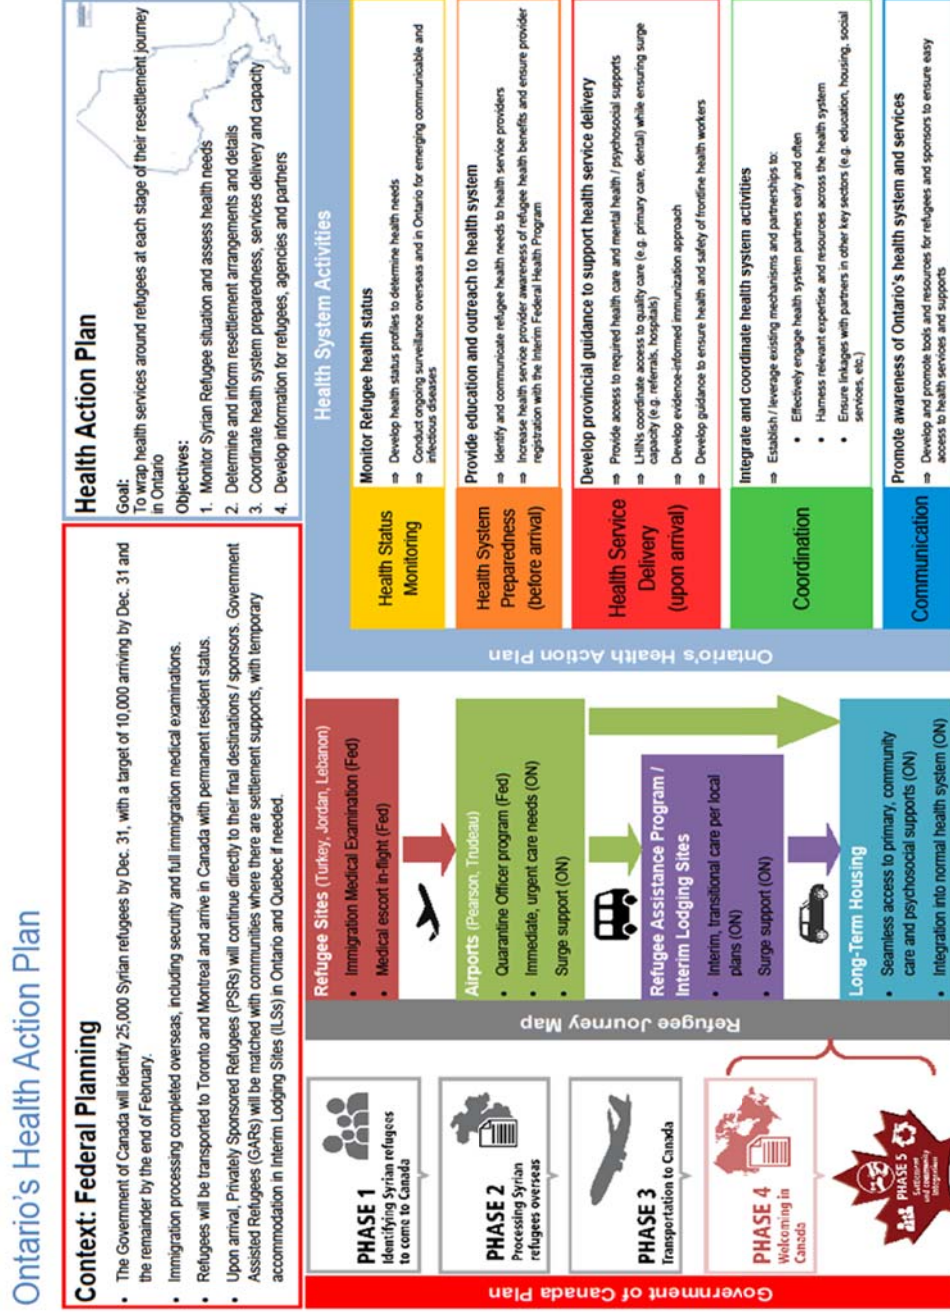 Ontario's Health Action Plan
Context: Federal Planning
• The Government of Canada will identify 25,000 Syrian refugees by Dec. 31, with a target of 10,000 arriving by Dec. 31 and
the remainder by the end of February.
• Immigration processing completed overseas, including security and full immigration medical examinations.
• Refugees will be transported to Toronto and Montreal and arrive in Canada with permanent resident status.
• Upon arrival, Privately Sponsored Refugees (PSRs) will continue directly to their final destinations / sponsors. Government
Assisted Refugees (GARs) will be matched with communities where there are settlement supports, with temporary
accommodation in Interim Lodging Sites (ILSs) in Ontario and Quebec if needed.
Health Action Plan
Goal:
To wrap health services around refugees at each stage of their resettlement journey
in Ontario
Objectives:
1. Monitor Syrian Refugee situation and assess health needs
2. Determine and inform resettlement arrangements and details
3. Coordinate health system preparedness, services delivery and capacity
4. Develop information for refugees, agencies and partners
Government of Canada Plan
PHASE 1
Identifying Syrian refugees
to come to Canada
PHASE 2
Processing Syrian
refugees overseas
PHASE 3
Transportation to Canada
PHASE 4
Welcoming in
Canada
PHASE 5
Settlement
and community
integration
Refugee Journey Map
Refugee Sites (Turkey, Jordan, Lebanon)
• Immigration Medical Examination (Fed)
• Medical escort in-flight (Fed)
Airports (Pearson, Trudeau)
• Quarantine Officer program (Fed)
• Immediate, urgent care needs (ON)
• Surge support (ON)
Refugee Assistance Program /
Interim Lodging Sites
• Interim, transitional care per local
plans (ON)
• Surge support (ON)
Long-Term Housing
• Seamless access to primary, community
care and psychosocial supports (ON)
• Integration into normal health system (ON)
Ontario's Health Action Plan
Health System Activities
Health Status
Monitoring
Monitor Refugee health status
⇒ Develop health status profiles to determine health needs
⇒ Conduct ongoing surveillance overseas and in Ontario for emerging communicable and
infectious diseases
Health System
Preparedness
(before arrival)
Provide education and outreach to health system
⇒ Identify and communicate refugee health needs to health service providers
⇒ Increase health service provider awareness of refugee health benefits and ensure provider
registration with the Interim Federal Health Program
Health Service
Delivery
(upon arrival)
Develop provincial guidance to support health service delivery
⇒ Provide access to required health care and mental health / psychosocial supports
⇒ LHINs coordinate access to quality care (e.g. primary care, dental) while ensuring surge
capacity (e.g. referrals, hospitals)
⇒ Develop evidence-informed immunization approach
⇒ Develop guidance to ensure health and safety of frontline health workers
Coordination
Integrate and coordinate health system activities
⇒ Establish / leverage existing mechanisms and partnerships to:
• Effectively engage health system partners early and often
• Harness relevant expertise and resources across the health system
• Ensure linkages with partners in other key sectors (e.g. education, housing, social
services, etc.)
Communication
Promote awareness of Ontario's health system and services
⇒ Develop and promote tools and resources for refugees and sponsors to ensure easy
access to health services and supports